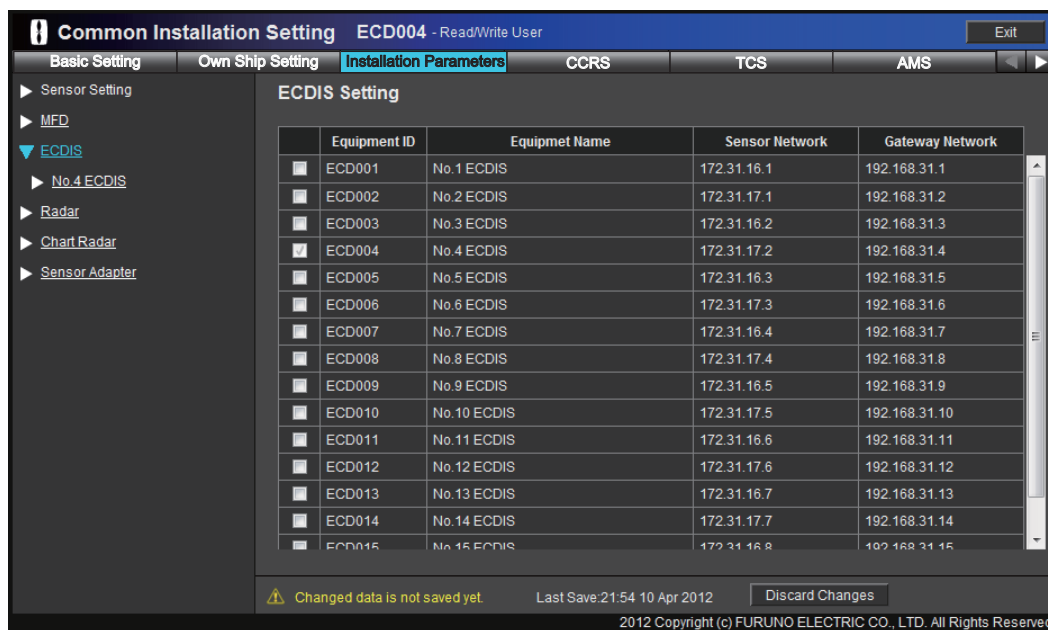 Common Installation Setting ECD004 - Read/Write User Exit
Basic Setting Own Ship Setting Installation Parameters CCRS TCS AMS
Sensor Setting
MFD
ECDIS
No.4 ECDIS
Radar
Chart Radar
Sensor Adapter
ECDIS Setting
Equipment ID Equipmet Name Sensor Network Gateway Network
ECD001 No.1 ECDIS 172.31.16.1 192.168.31.1
ECD002 No.2 ECDIS 172.31.17.1 192.168.31.2
ECD003 No.3 ECDIS 172.31.16.2 192.168.31.3
ECD004 No.4 ECDIS 172.31.17.2 192.168.31.4
ECD005 No.5 ECDIS 172.31.16.3 192.168.31.5
ECD006 No.6 ECDIS 172.31.17.3 192.168.31.6
ECD007 No.7 ECDIS 172.31.16.4 192.168.31.7
ECD008 No.8 ECDIS 172.31.17.4 192.168.31.8
ECD009 No.9 ECDIS 172.31.16.5 192.168.31.9
ECD010 No.10 ECDIS 172.31.17.5 192.168.31.10
ECD011 No.11 ECDIS 172.31.16.6 192.168.31.11
ECD012 No.12 ECDIS 172.31.17.6 192.168.31.12
ECD013 No.13 ECDIS 172.31.16.7 192.168.31.13
ECD014 No.14 ECDIS 172.31.17.7 192.168.31.14
ECD015 No.15 ECDIS 172.31.16.8 192.168.31.15
Changed data is not saved yet. Last Save:21:54 10 Apr 2012 Discard Changes
2012 Copyright (c) FURUNO ELECTRIC CO., LTD. All Rights Reserved